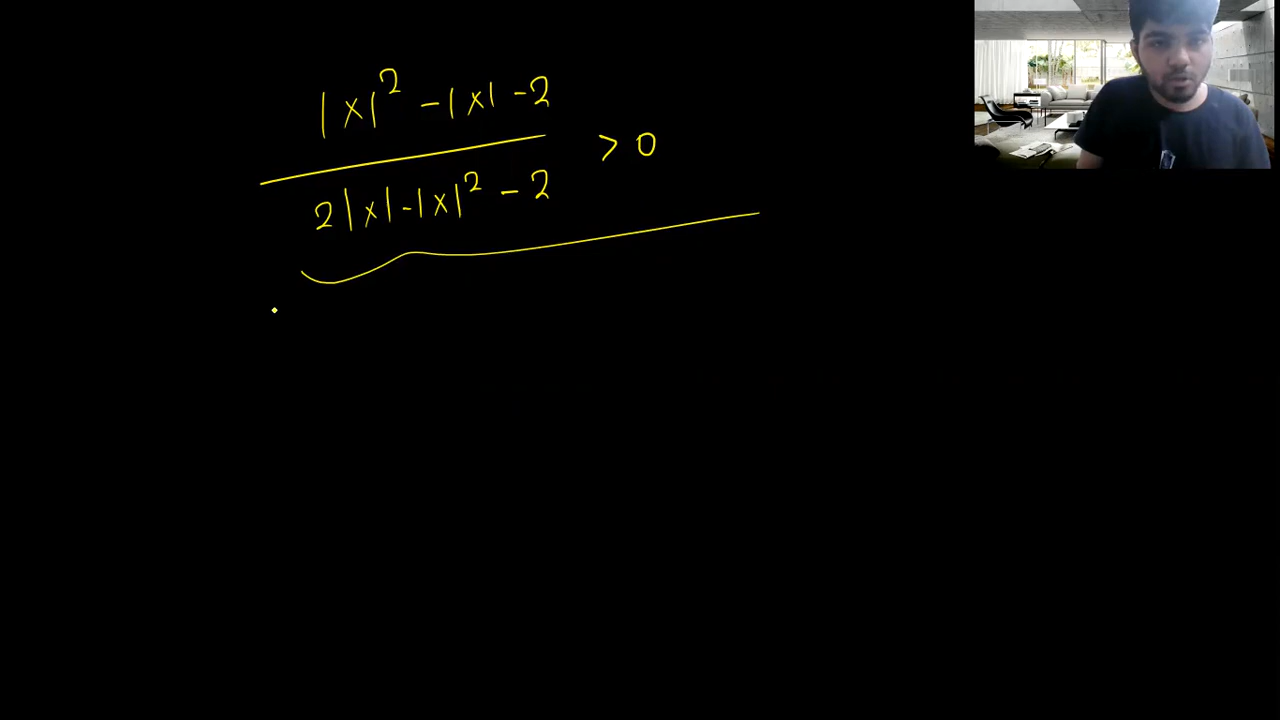 |x|² - |x| - 2
> 0
2|x| - |x|² - 2